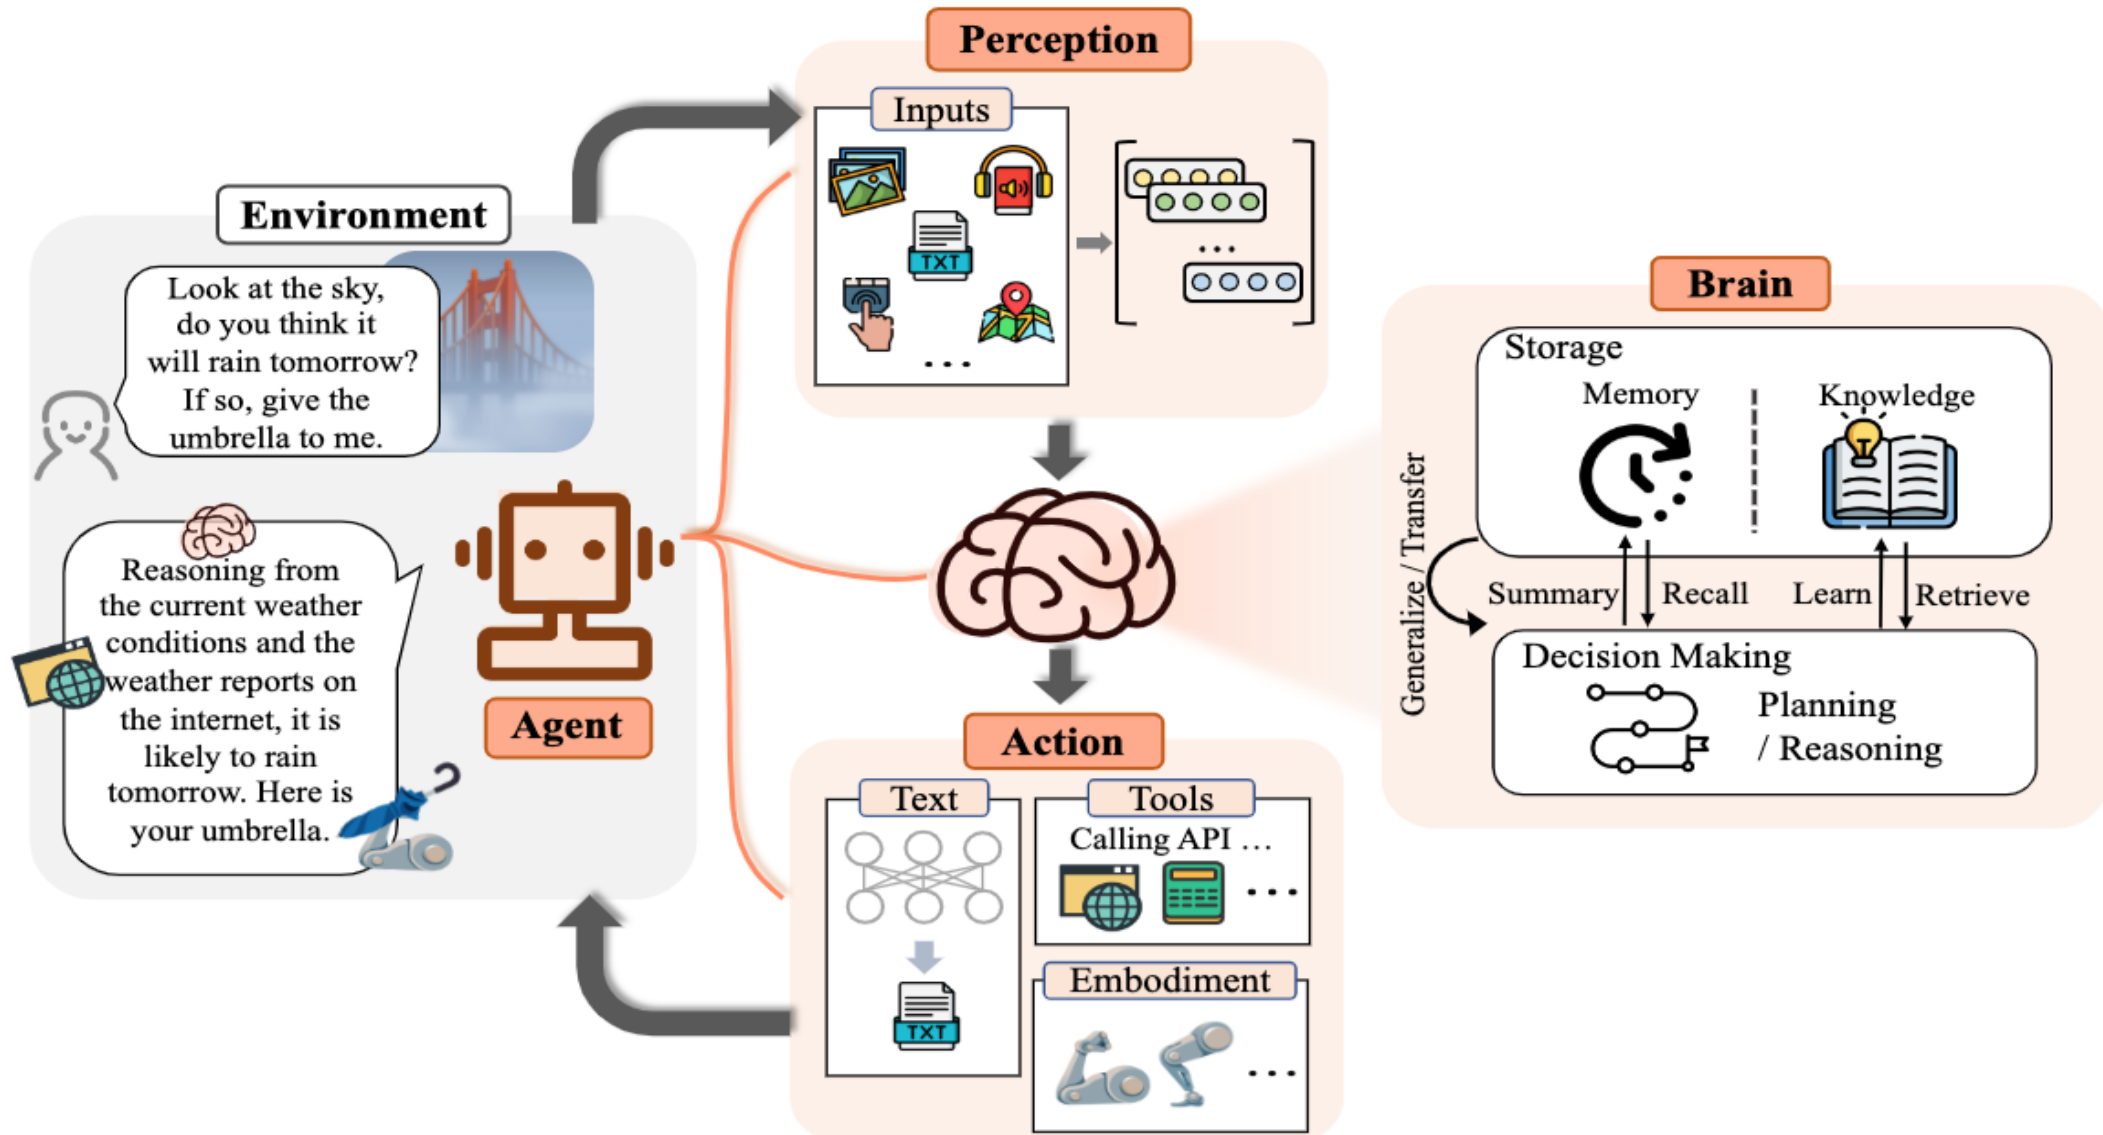 Perception
Inputs
TXT
...
...
Environment
Look at the sky,
do you think it
will rain tomorrow?
If so, give the
umbrella to me.
Reasoning from
the current weather
conditions and the
weather reports on
the internet, it is
likely to rain
tomorrow. Here is
your umbrella.
Agent
Brain
Storage
Memory
Knowledge
Generalize / Transfer
Summary
Recall
Learn
Retrieve
Decision Making
Planning
/ Reasoning
Action
Text
TXT
Tools
Calling API ...
...
Embodiment
...